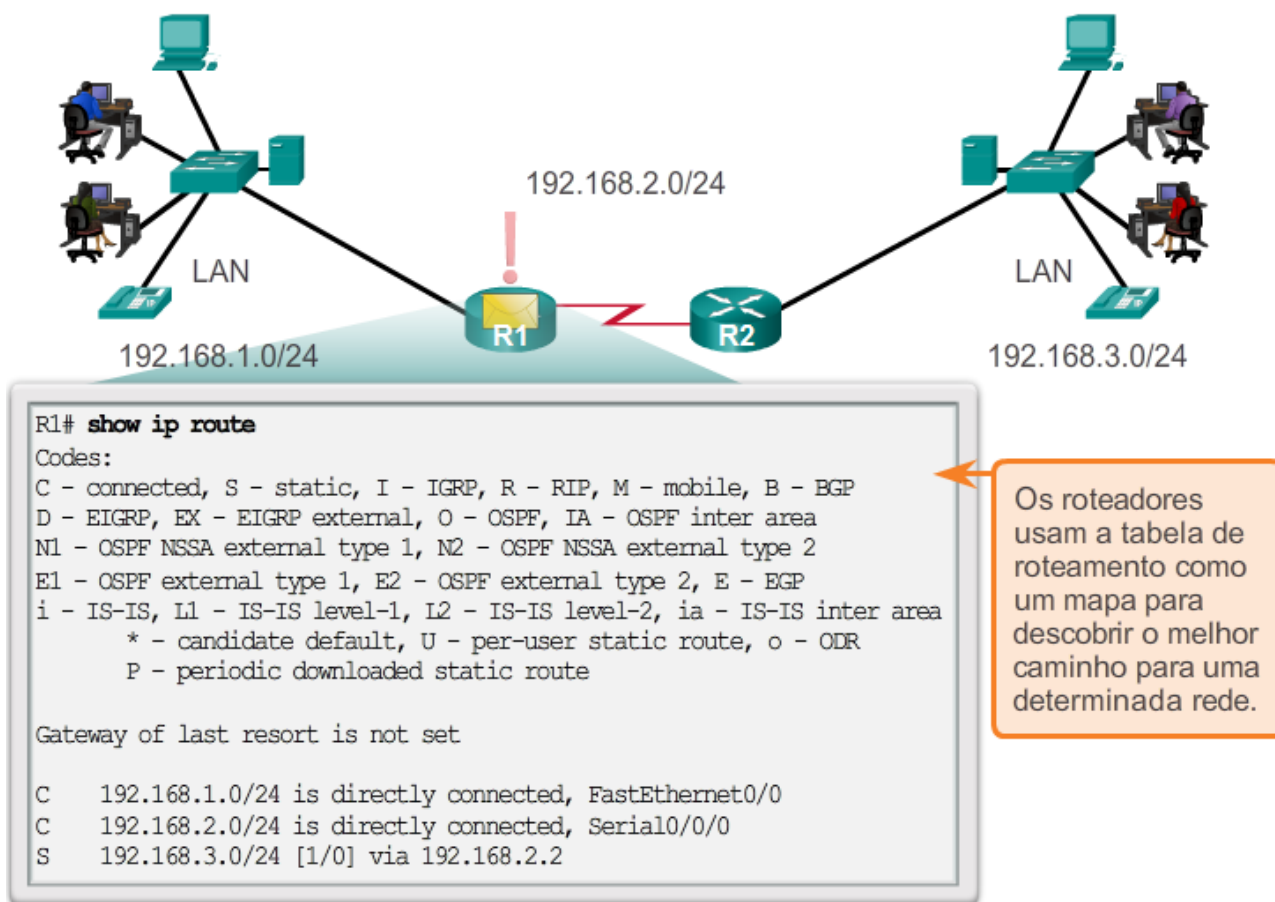 192.168.2.0/24
LAN
LAN
R1
R2
192.168.1.0/24
192.168.3.0/24
R1# show ip route
Codes:
C - connected, S - static, I - IGRP, R - RIP, M - mobile, B - BGP
D - EIGRP, EX - EIGRP external, O - OSPF, IA - OSPF inter area
N1 - OSPF NSSA external type 1, N2 - OSPF NSSA external type 2
E1 - OSPF external type 1, E2 - OSPF external type 2, E - EGP
i - IS-IS, L1 - IS-IS level-1, L2 - IS-IS level-2, ia - IS-IS inter area
* - candidate default, U - per-user static route, o - ODR
P - periodic downloaded static route
Gateway of last resort is not set
C 192.168.1.0/24 is directly connected, FastEthernet0/0
C 192.168.2.0/24 is directly connected, Serial0/0/0
S 192.168.3.0/24 [1/0] via 192.168.2.2
Os roteadores
usam a tabela de
roteamento como
um mapa para
descobrir o melhor
caminho para uma
determinada rede.